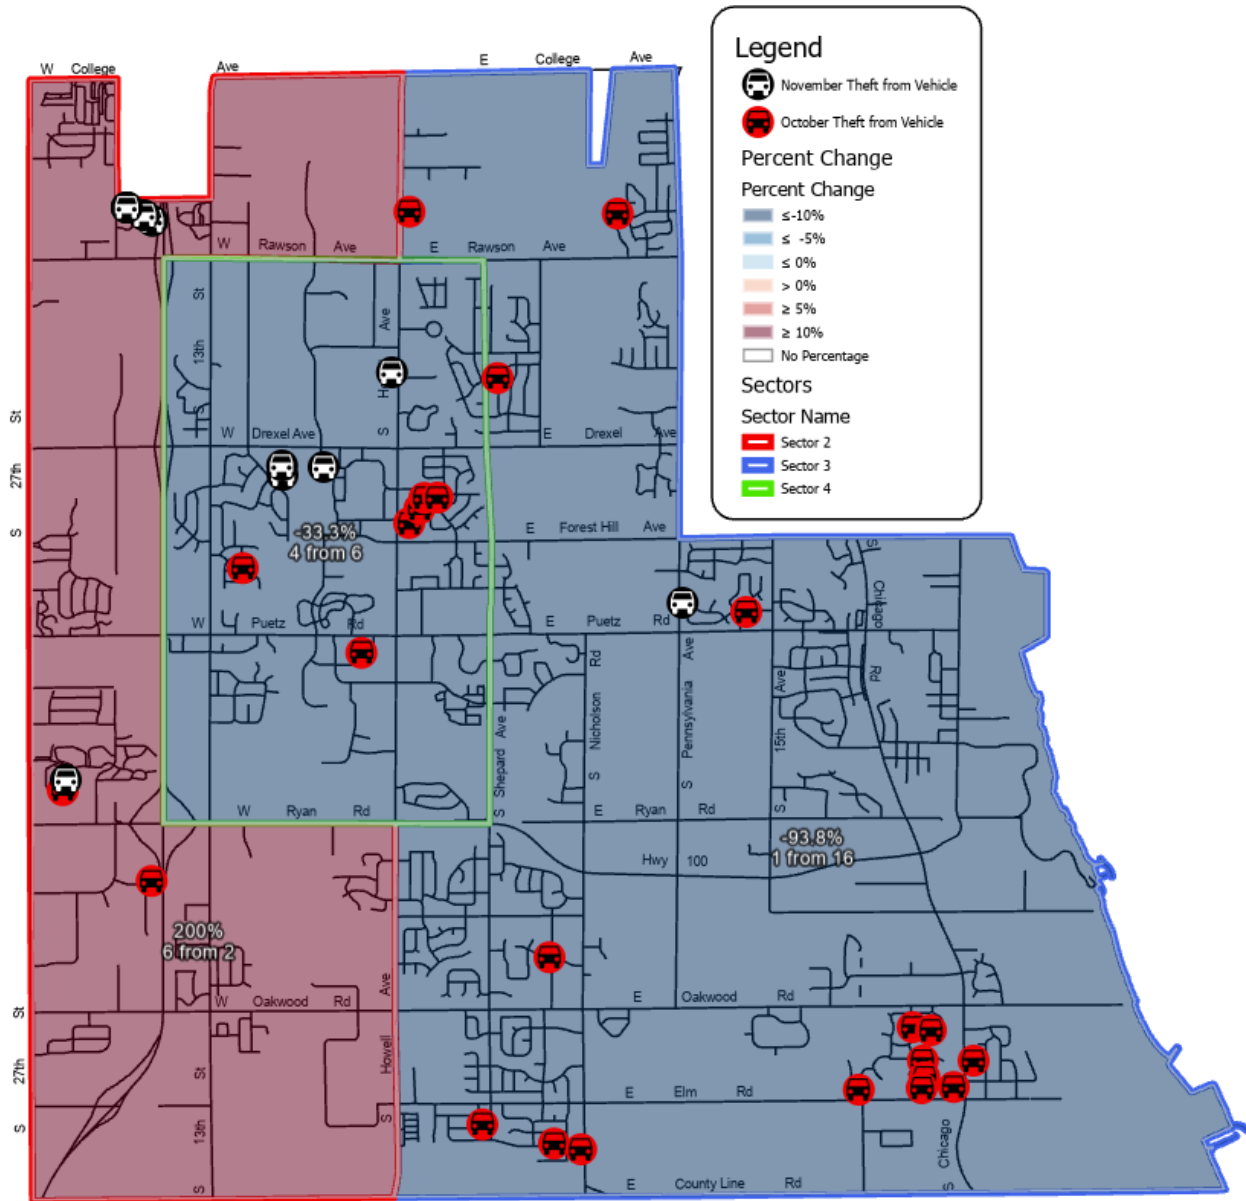 W College
Ave
E College Ave
Legend
November Theft from Vehicle
October Theft from Vehicle
Percent Change
Percent Change
≤-10%
≤ -5%
≤ 0%
> 0%
≥ 5%
≥ 10%
No Percentage
Sectors
Sector Name
Sector 2
Sector 3
Sector 4
W Rawson Ave
E Rawson Ave
S 13th St
S H Ave
W Drexel Ave
E Drexel Ave
S 27th St
E Forest Hill Ave
-33.3%
4 from 6
W Puetz Rd
E Puetz Rd
S Chicago Rd
S Shepard Ave
S Nicholson Rd
S Pennsylvania Ave
S 15th Ave
W Ryan Rd
E Ryan Rd
Hwy 100
-93.8%
1 from 16
200%
6 from 2
W Oakwood Rd
E Oakwood Rd
S 27th St
S 13th St
S Howell Ave
E Elm Rd
S Chicago
E County Line Rd